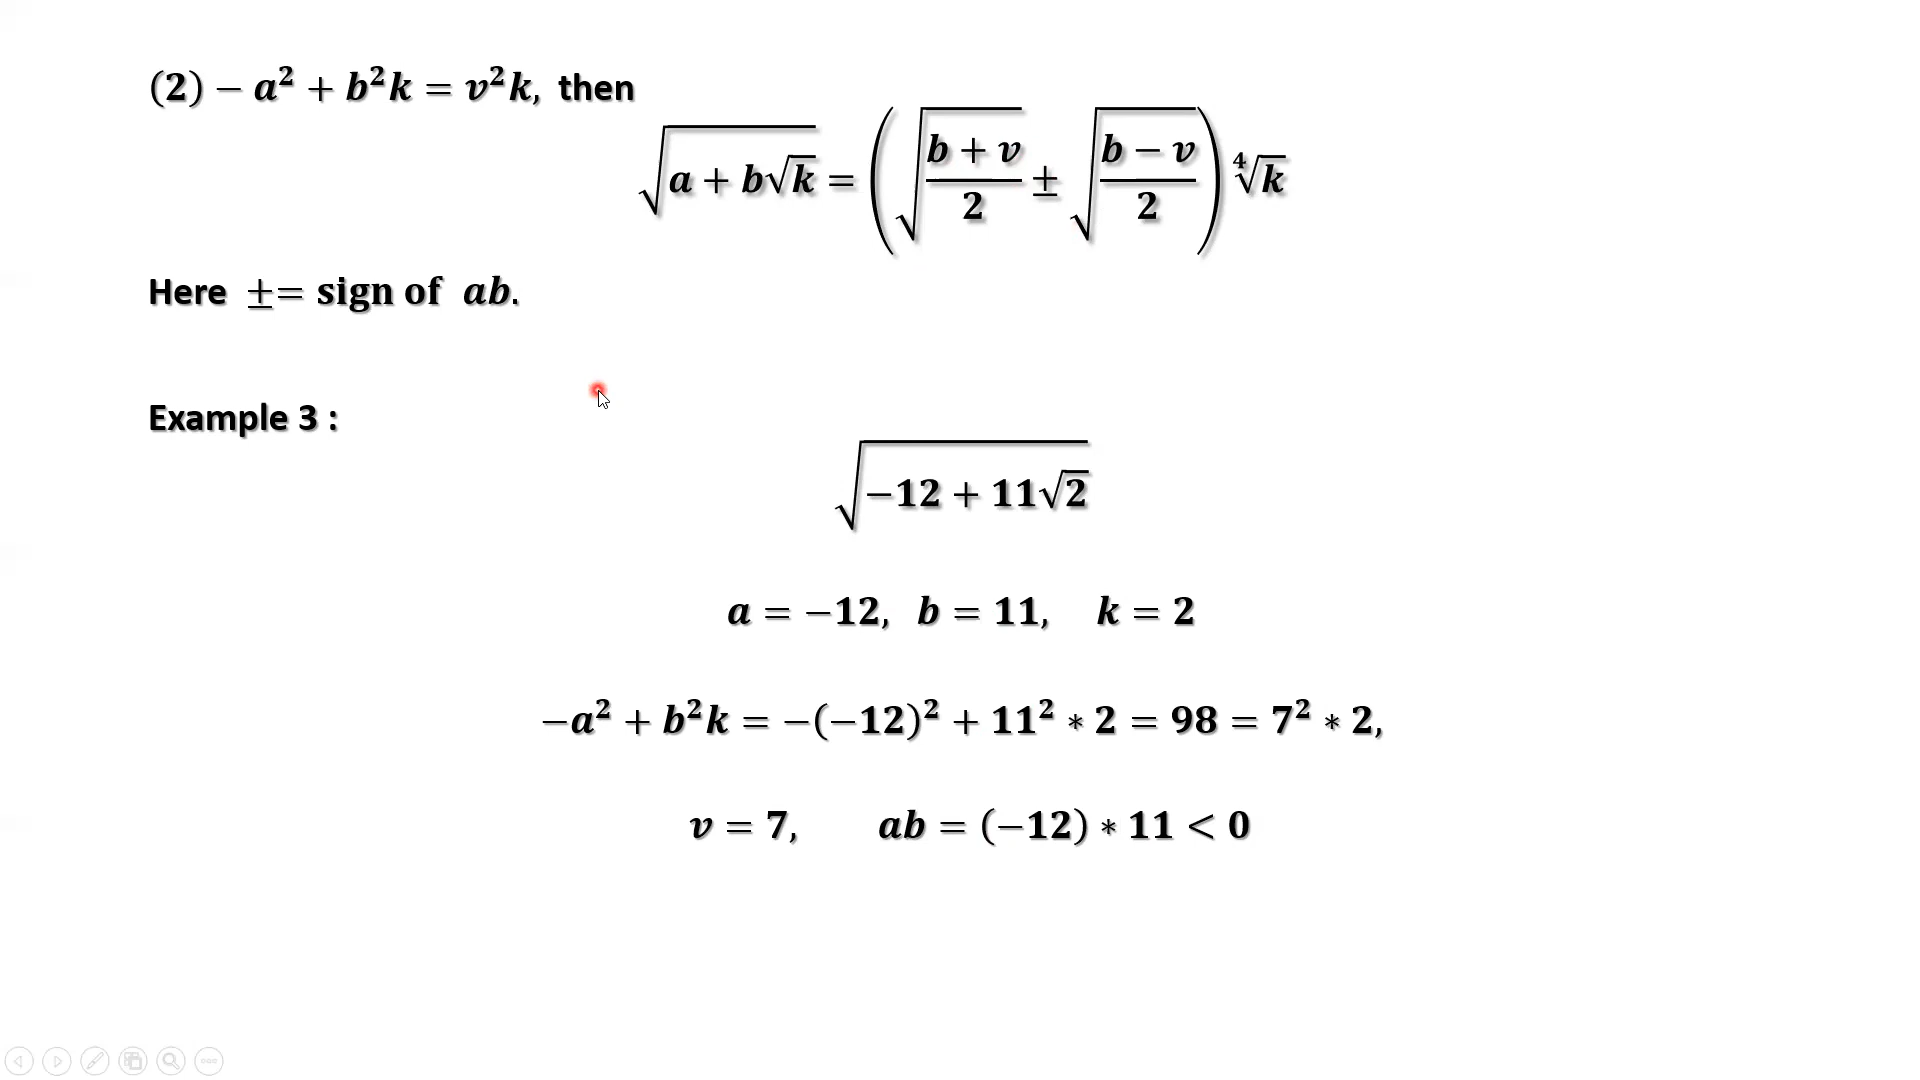 (2) − a² + b²k = v²k, then
√(a + b√k) = (√((b + v)/2) ± √((b − v)/2)) ∜k
Here ±= sign of ab.
Example 3 :
√(−12 + 11√2)
a = −12, b = 11, k = 2
−a² + b²k = −(−12)² + 11² ∗ 2 = 98 = 7² ∗ 2,
v = 7, ab = (−12) ∗ 11 < 0